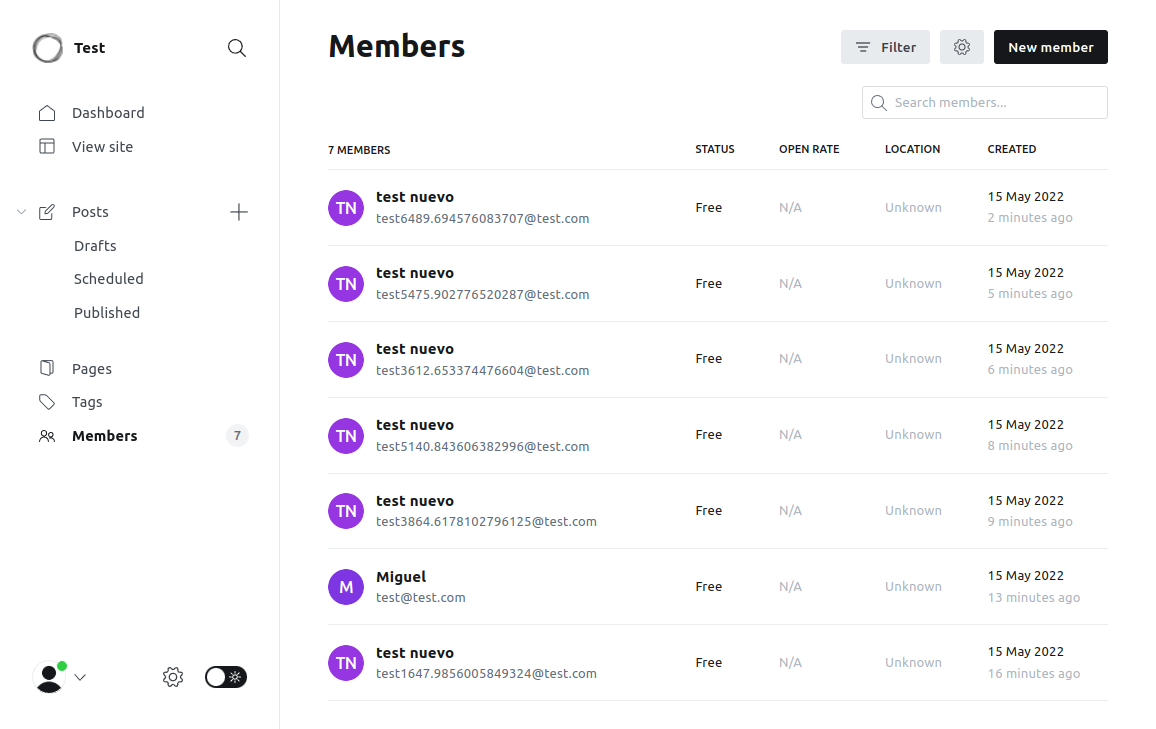 Test
Dashboard
View site
Posts
Drafts
Scheduled
Published
Pages
Tags
Members 7
Members
Filter
New member
Search members...
7 MEMBERS STATUS OPEN RATE LOCATION CREATED
TN test nuevo 15 May 2022
test6489.694576083707@test.com Free N/A Unknown 2 minutes ago
TN test nuevo 15 May 2022
test5475.902776520287@test.com Free N/A Unknown 5 minutes ago
TN test nuevo 15 May 2022
test3612.653374476604@test.com Free N/A Unknown 6 minutes ago
TN test nuevo 15 May 2022
test5140.843606382996@test.com Free N/A Unknown 8 minutes ago
TN test nuevo 15 May 2022
test3864.6178102796125@test.com Free N/A Unknown 9 minutes ago
M Miguel 15 May 2022
test@test.com Free N/A Unknown 13 minutes ago
TN test nuevo 15 May 2022
test1647.9856005849324@test.com Free N/A Unknown 16 minutes ago